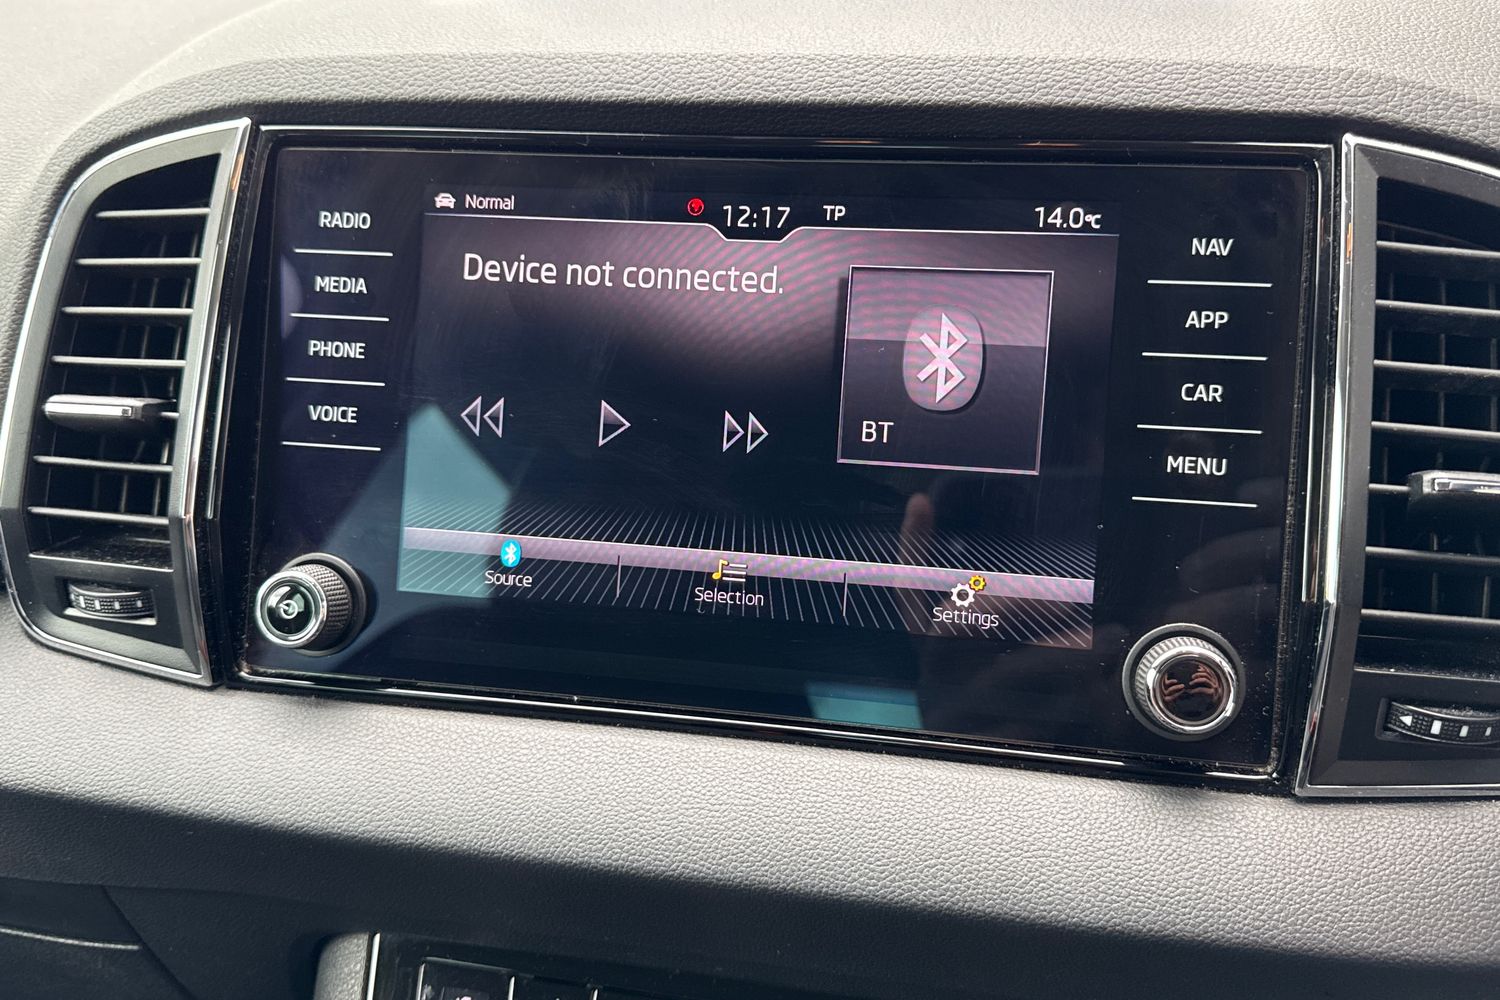 Normal
12:17
TP
14.0°C
RADIO
MEDIA
PHONE
VOICE
Device not connected.
BT
Source
Selection
Settings
NAV
APP
CAR
MENU